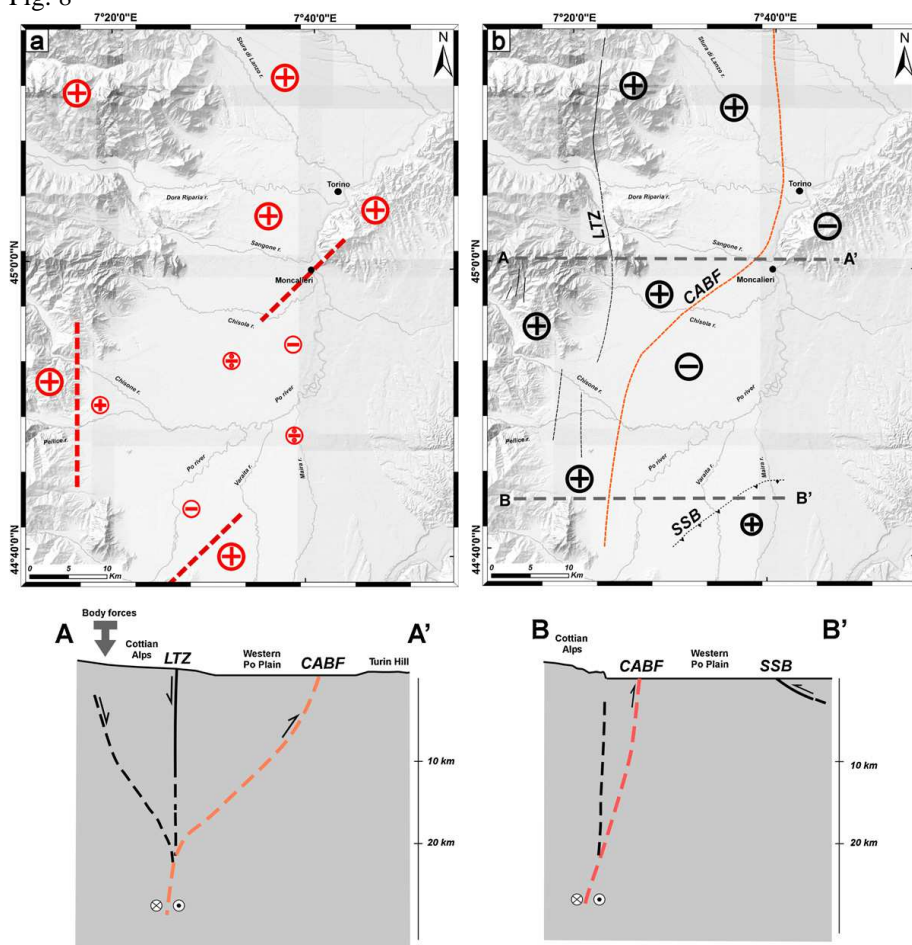 Fig. 8
7°20'0"E 7°40'0"E
a
N
Stura di Lanzo r.
Torino
Dora Riparia r.
Sangone r.
Moncalieri
Chisola r.
Chisone r.
Po river
Pellice r.
Po river
Varaita r.
Maira r.
45°0'0"N
44°40'0"N
0 5 10
Km
7°20'0"E 7°40'0"E
b
N
Stura di Lanzo r.
Torino
Dora Riparia r.
LTZ
Sangone r.
A A'
Moncalieri
CABF
Chisola r.
Chisone r.
Po river
Pellice r.
Po river
Varaita r.
Maira r.
B B'
SSB
45°0'0"N
44°40'0"N
0 5 10
Km
Body forces
A A'
Cottian
Alps
LTZ
Western
Po Plain
CABF
Turin Hill
10 km
20 km
B B'
Cottian
Alps
CABF
Western
Po Plain
SSB
10 km
20 km